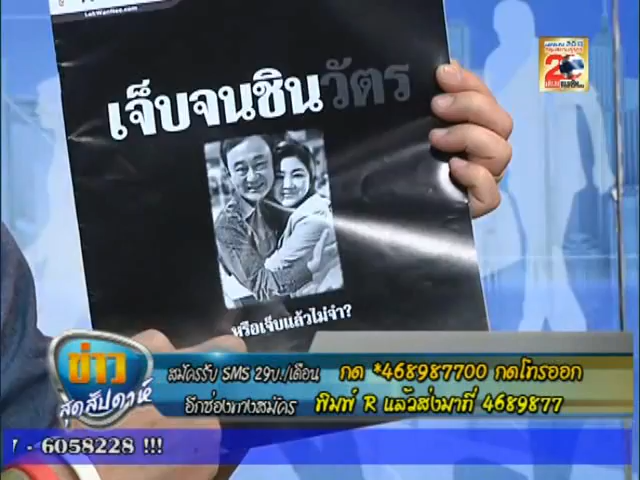 LakWanNee.com
เจ็บจนชินวัตร
หรือเจ็บแล้วไม่จำ?
ข่าว
สุดสัปดาห์
สมัครรับ SMS 29บ./เดือน กด *468987700 กดโทรออก
อีกช่องทางสมัคร พิมพ์ R แล้วส่งมาที่ 4689877
- 6058228 !!!